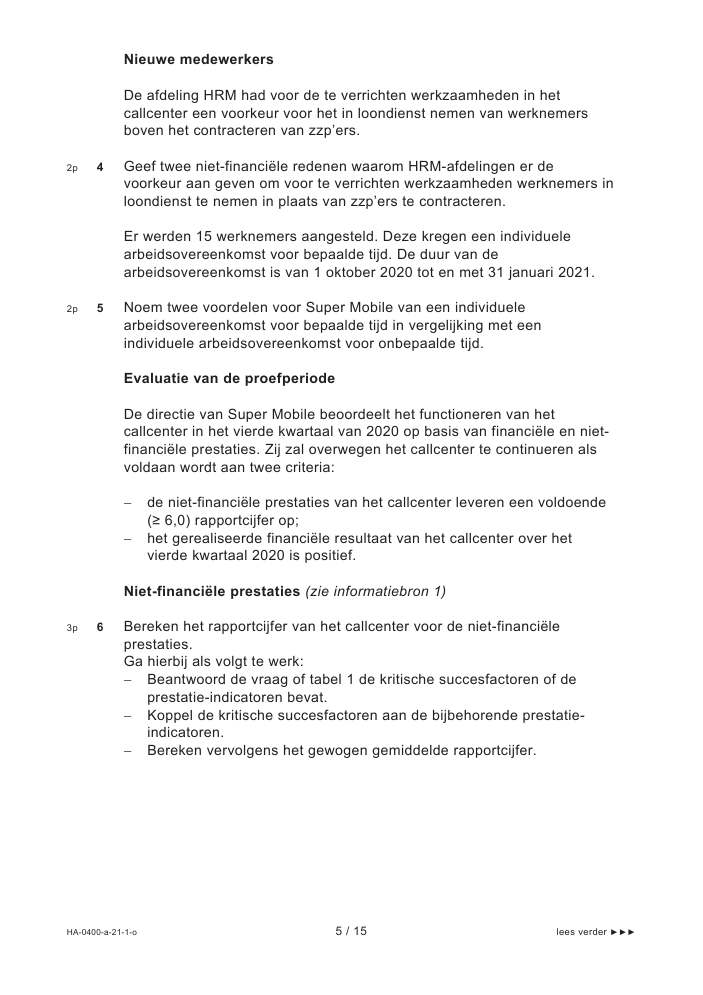 Nieuwe medewerkers
De afdeling HRM had voor de te verrichten werkzaamheden in het
callcenter een voorkeur voor het in loondienst nemen van werknemers
boven het contracteren van zzp'ers.
2p 4 Geef twee niet-financiële redenen waarom HRM-afdelingen er de
voorkeur aan geven om voor te verrichten werkzaamheden werknemers in
loondienst te nemen in plaats van zzp'ers te contracteren.
Er werden 15 werknemers aangesteld. Deze kregen een individuele
arbeidsovereenkomst voor bepaalde tijd. De duur van de
arbeidsovereenkomst is van 1 oktober 2020 tot en met 31 januari 2021.
2p 5 Noem twee voordelen voor Super Mobile van een individuele
arbeidsovereenkomst voor bepaalde tijd in vergelijking met een
individuele arbeidsovereenkomst voor onbepaalde tijd.
Evaluatie van de proefperiode
De directie van Super Mobile beoordeelt het functioneren van het
callcenter in het vierde kwartaal van 2020 op basis van financiële en niet-
financiële prestaties. Zij zal overwegen het callcenter te continueren als
voldaan wordt aan twee criteria:
– de niet-financiële prestaties van het callcenter leveren een voldoende
(≥ 6,0) rapportcijfer op;
– het gerealiseerde financiële resultaat van het callcenter over het
vierde kwartaal 2020 is positief.
Niet-financiële prestaties (zie informatiebron 1)
3p 6 Bereken het rapportcijfer van het callcenter voor de niet-financiële
prestaties.
Ga hierbij als volgt te werk:
– Beantwoord de vraag of tabel 1 de kritische succesfactoren of de
prestatie-indicatoren bevat.
– Koppel de kritische succesfactoren aan de bijbehorende prestatie-
indicatoren.
– Bereken vervolgens het gewogen gemiddelde rapportcijfer.
HA-0400-a-21-1-o 5 / 15 lees verder ►►►